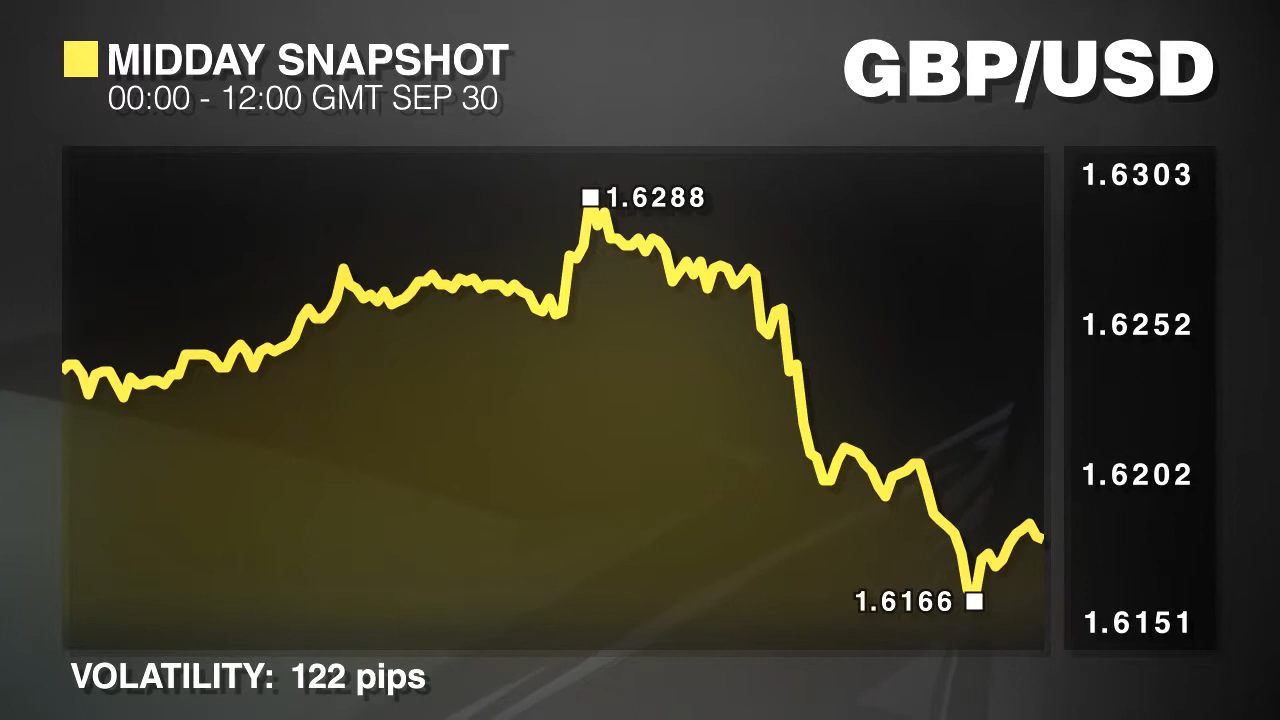 MIDDAY SNAPSHOT
00:00 - 12:00 GMT SEP 30
GBP/USD
1.6288
1.6303
1.6252
1.6202
1.6166
1.6151
VOLATILITY: 122 pips